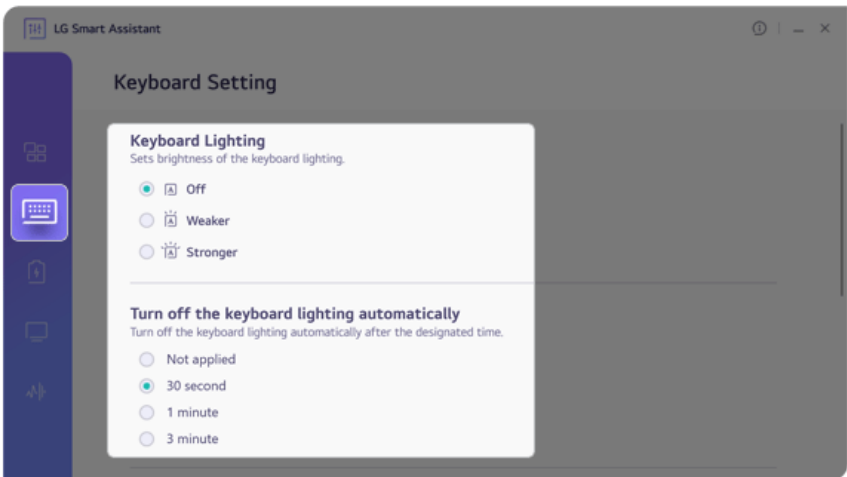 LG Smart Assistant
Keyboard Setting
Keyboard Lighting
Sets brightness of the keyboard lighting.
A Off
A Weaker
A Stronger
Turn off the keyboard lighting automatically
Turn off the keyboard lighting automatically after the designated time.
Not applied
30 second
1 minute
3 minute